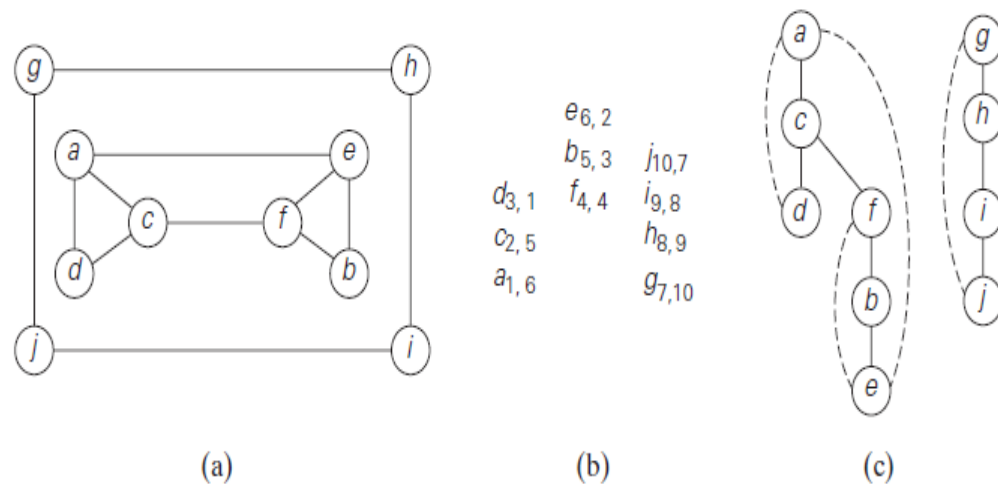 g h
a e
c f
d b
j i
(a)
e6, 2
b5, 3 j10,7
d3, 1 f4, 4 i9,8
c2, 5 h8,9
a1, 6 g7,10
(b)
a g
c h
d f i
b j
e
(c)